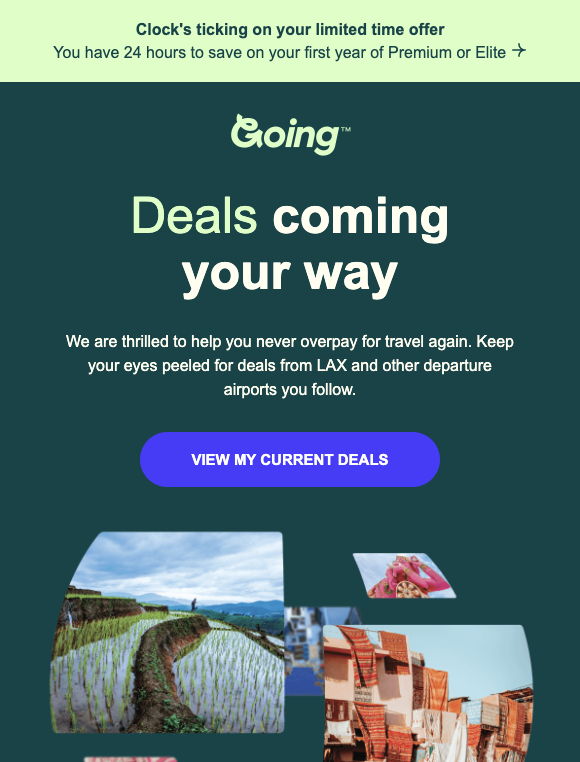 Clock's ticking on your limited time offer
You have 24 hours to save on your first year of Premium or Elite
Going™
Deals coming
your way
We are thrilled to help you never overpay for travel again. Keep
your eyes peeled for deals from LAX and other departure
airports you follow.
VIEW MY CURRENT DEALS